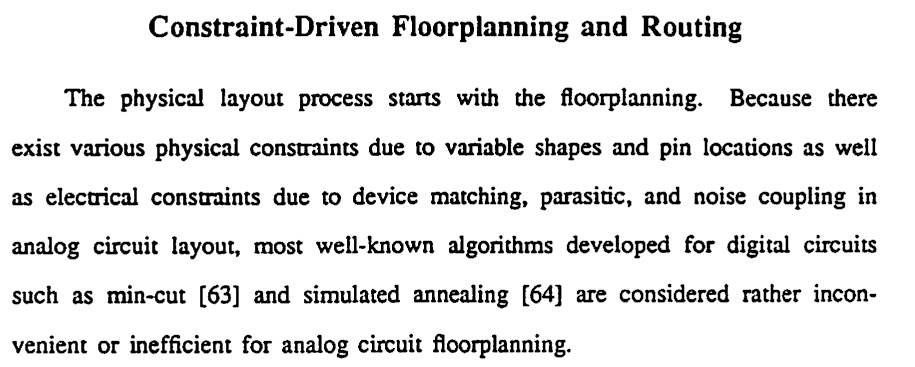 Constraint-Driven Floorplanning and Routing
The physical layout process starts with the floorplanning. Because there
exist various physical constraints due to variable shapes and pin locations as well
as electrical constraints due to device matching, parasitic, and noise coupling in
analog circuit layout, most well-known algorithms developed for digital circuits
such as min-cut [63] and simulated annealing [64] are considered rather incon-
venient or inefficient for analog circuit floorplanning.